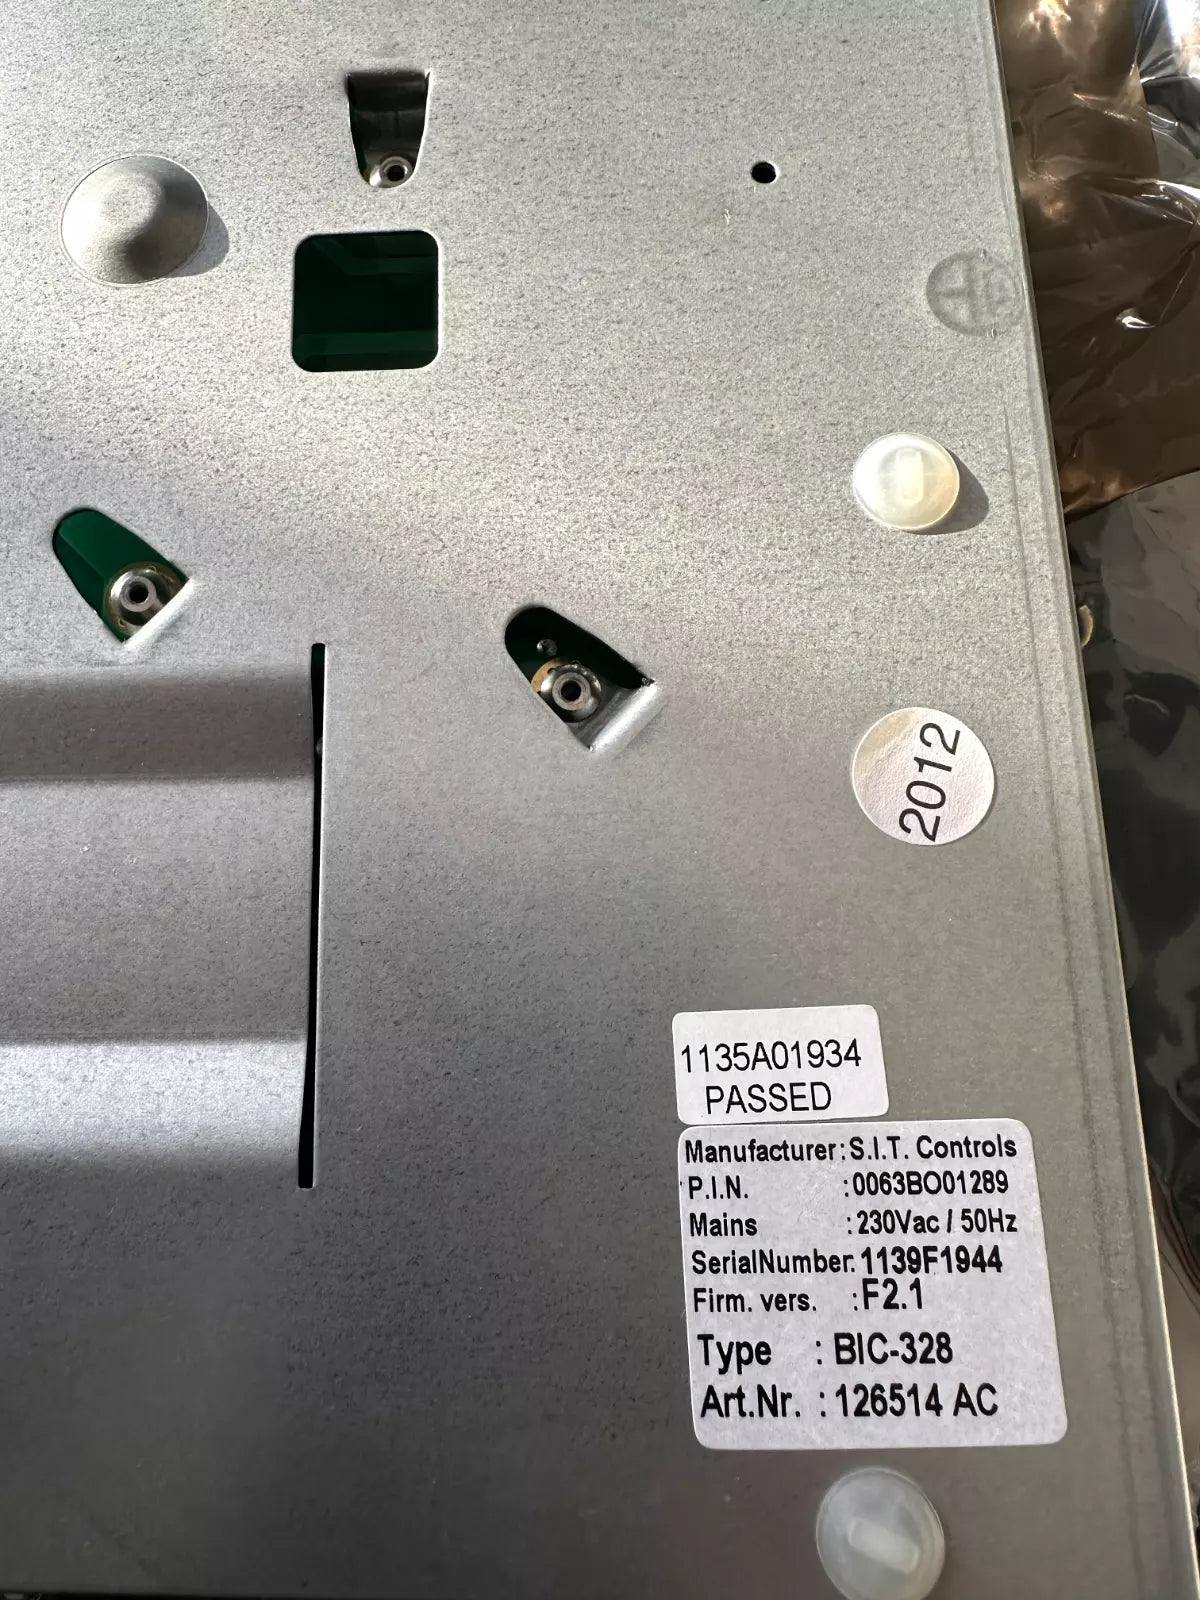 2012
1135A01934
PASSED
Manufacturer: S.I.T. Controls
P.I.N. :0063BO01289
Mains : 230Vac / 50Hz
SerialNumber: 1139F1944
Firm. vers. :F2.1
Type : BIC-328
Art.Nr. : 126514 AC